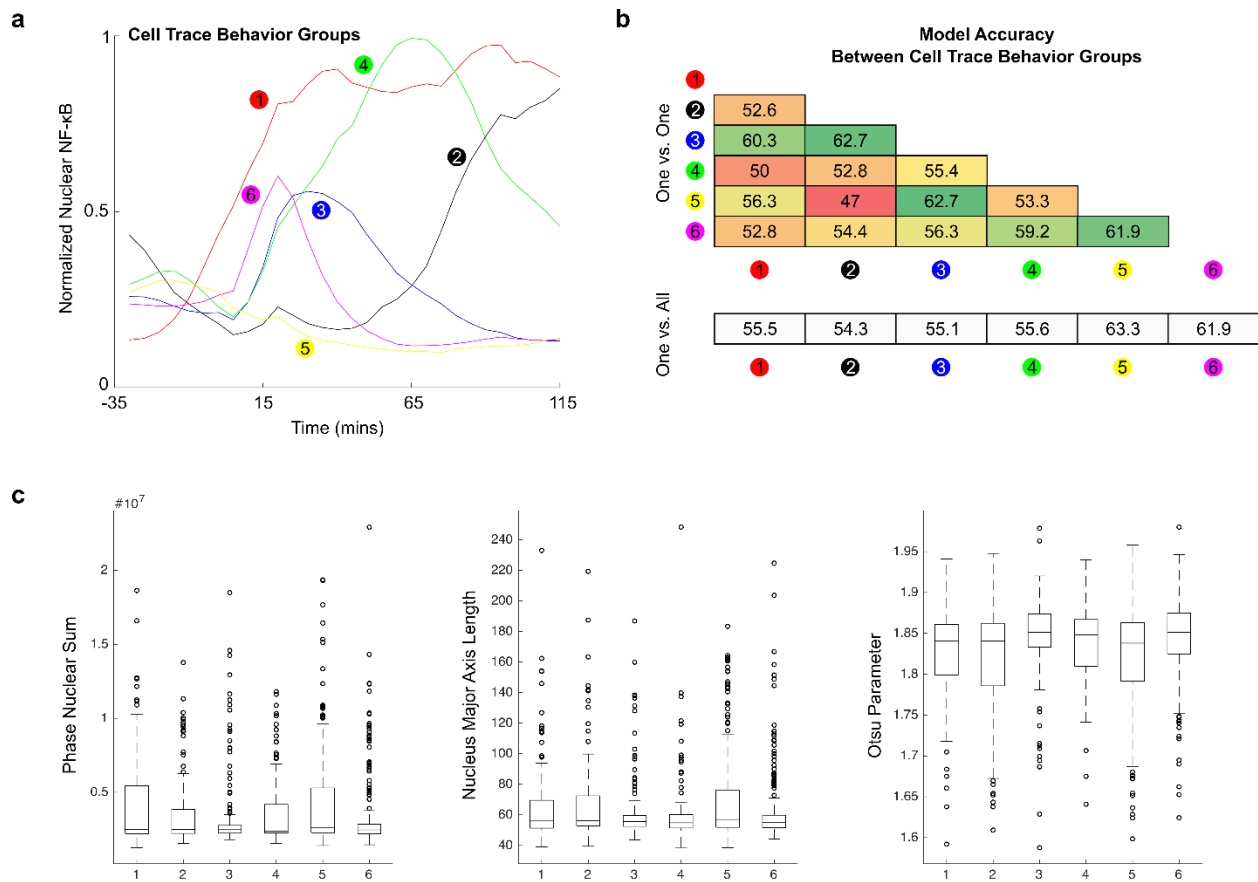 a
Cell Trace Behavior Groups
Normalized Nuclear NF-κB
1
0.5
0
-35
15
65
115
Time (mins)
1
4
2
6
3
5
b
Model Accuracy
Between Cell Trace Behavior Groups
One vs. One
1
2
52.6
3
60.3 62.7
4
50 52.8 55.4
5
56.3 47 62.7 53.3
6
52.8 54.4 56.3 59.2 61.9
1 2 3 4 5 6
One vs. All
55.5 54.3 55.1 55.6 63.3 61.9
1 2 3 4 5 6
c
#10^7
Phase Nuclear Sum
2
1.5
1
0.5
1 2 3 4 5 6
Nucleus Major Axis Length
240
220
200
180
160
140
120
100
80
60
40
1 2 3 4 5 6
Otsu Parameter
1.95
1.9
1.85
1.8
1.75
1.7
1.65
1.6
1 2 3 4 5 6